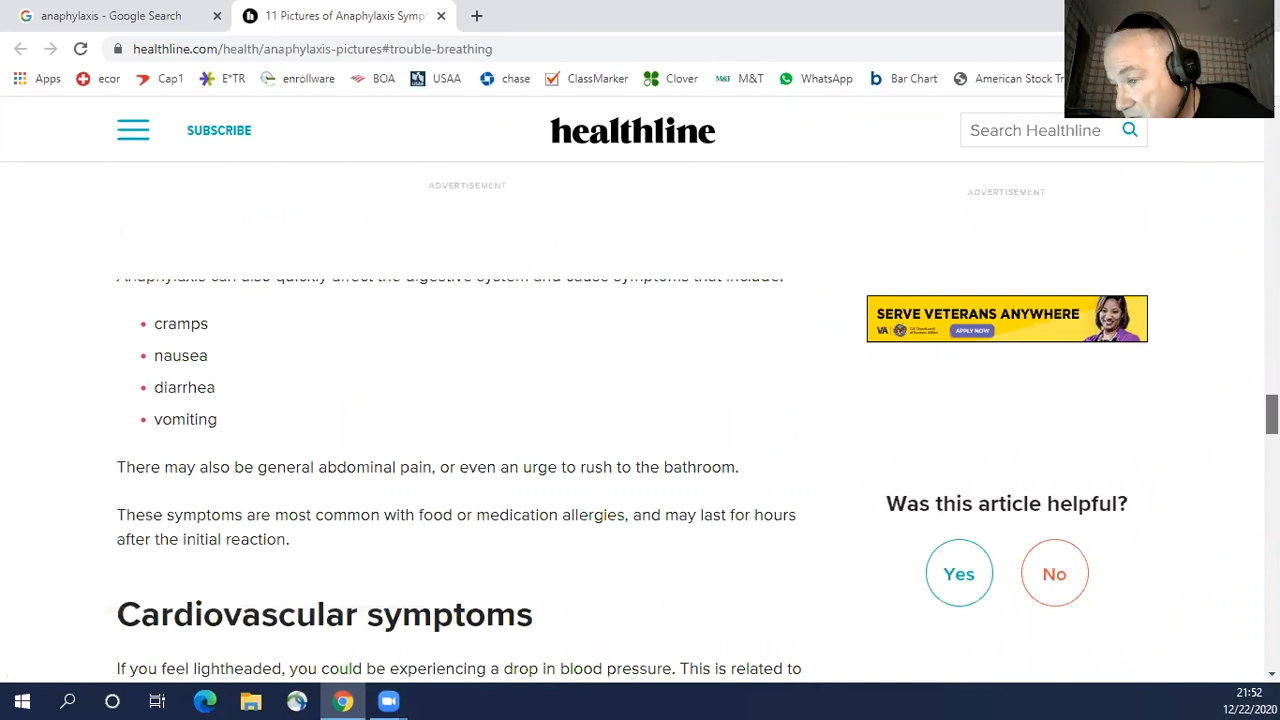 anaphylaxis - Google Search
11 Pictures of Anaphylaxis Symp
healthline.com/health/anaphylaxis-pictures#trouble-breathing
Apps ecor Cap1 E*TR enrollware BOA USAA chase ClassMarker Clover M&T M&T WhatsApp Bar Chart American Stock Tr
SUBSCRIBE
healthline
Search Healthline
ADVERTISEMENT
ADVERTISEMENT
Anaphylaxis can also quickly affect the digestive system and cause symptoms that include:
• cramps
• nausea
• diarrhea
• vomiting
There may also be general abdominal pain, or even an urge to rush to the bathroom.
These symptoms are most common with food or medication allergies, and may last for hours
after the initial reaction.
Cardiovascular symptoms
If you feel lightheaded, you could be experiencing a drop in blood pressure. This is related to
SERVE VETERANS ANYWHERE
VA
APPLY NOW
Was this article helpful?
Yes
No
21:52
12/22/2020